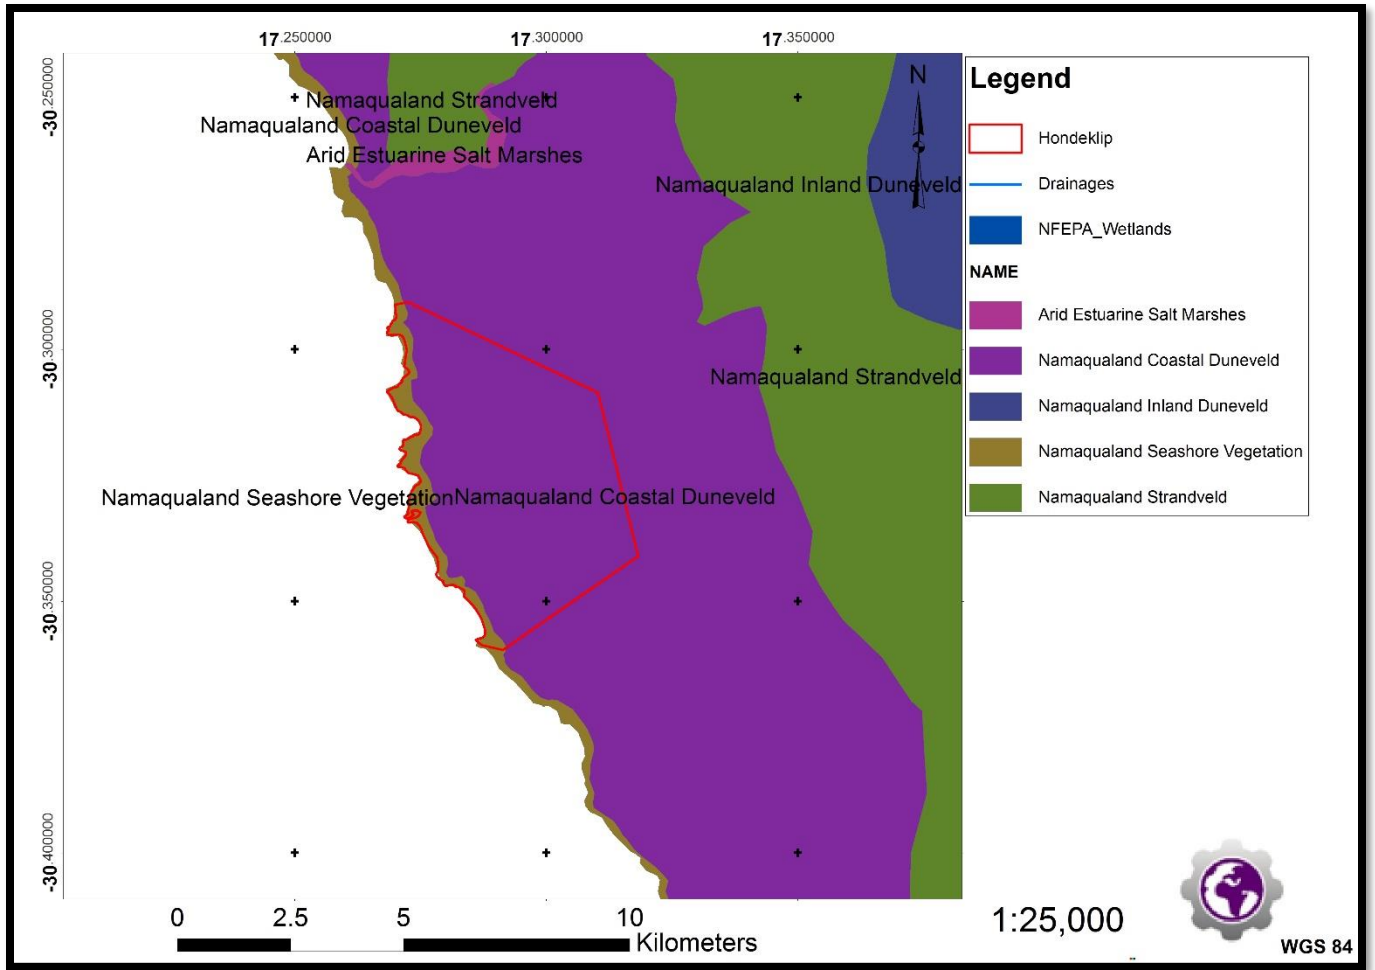 17.250000 17.300000 17.350000
-30.250000
-30.300000
-30.350000
-30.400000
Namaqualand Strandveld
Namaqualand Coastal Duneveld
Arid Estuarine Salt Marshes
Namaqualand Inland Duneveld
Namaqualand Strandveld
Namaqualand Seashore Vegetation
Namaqualand Coastal Duneveld
N
Legend
Hondeklip
Drainages
NFEPA_Wetlands
NAME
Arid Estuarine Salt Marshes
Namaqualand Coastal Duneveld
Namaqualand Inland Duneveld
Namaqualand Seashore Vegetation
Namaqualand Strandveld
0 2.5 5 10
Kilometers
1:25,000
WGS 84